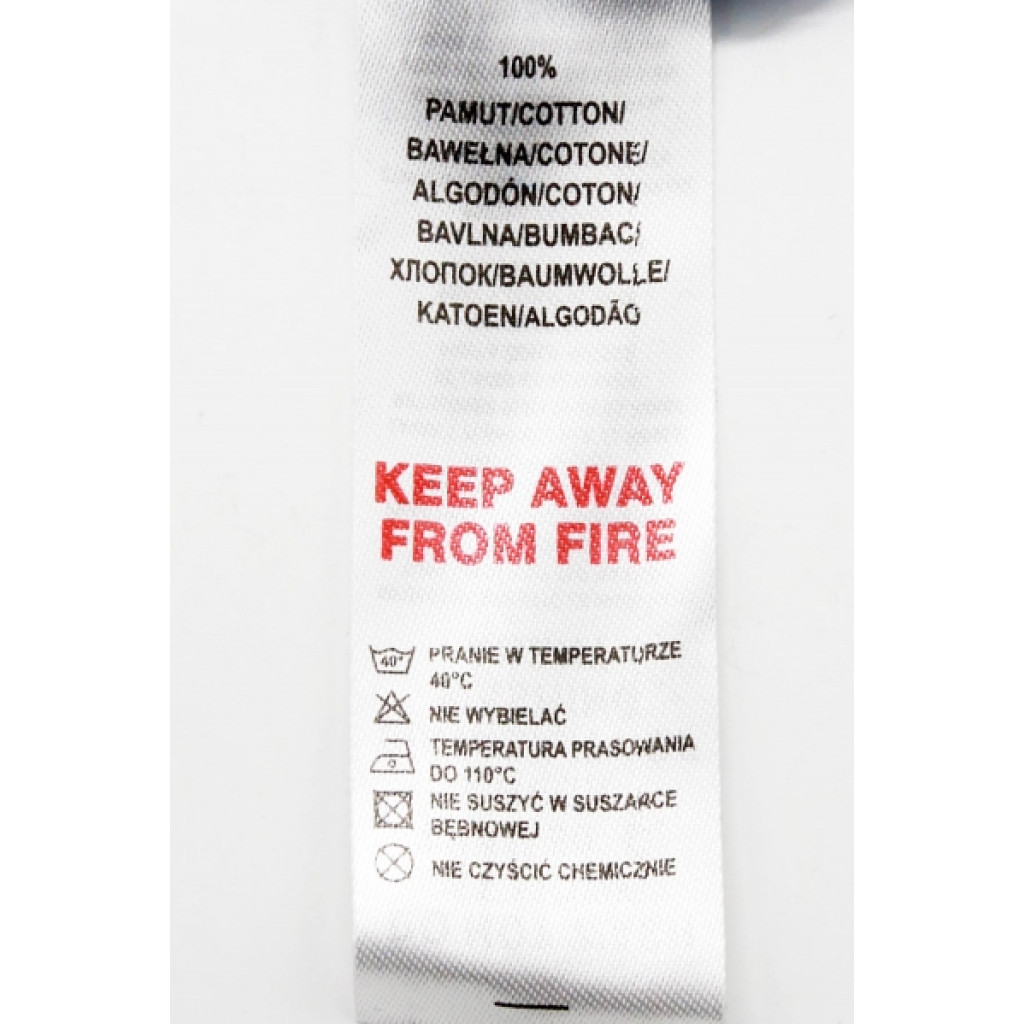 100%
PAMUT/COTTON/
BAWEŁNA/COTONE/
ALGODÓN/COTON/
BAVLNA/BUMBAC/
ХЛОПОК/BAUMWOLLE/
KATOEN/ALGODÃO
KEEP AWAY
FROM FIRE
40° PRANIE W TEMPERATURZE
40°C
NIE WYBIELAĆ
TEMPERATURA PRASOWANIA
DO 110°C
NIE SUSZYĆ W SUSZARCE
BĘBNOWEJ
NIE CZYŚCIĆ CHEMICZNIE